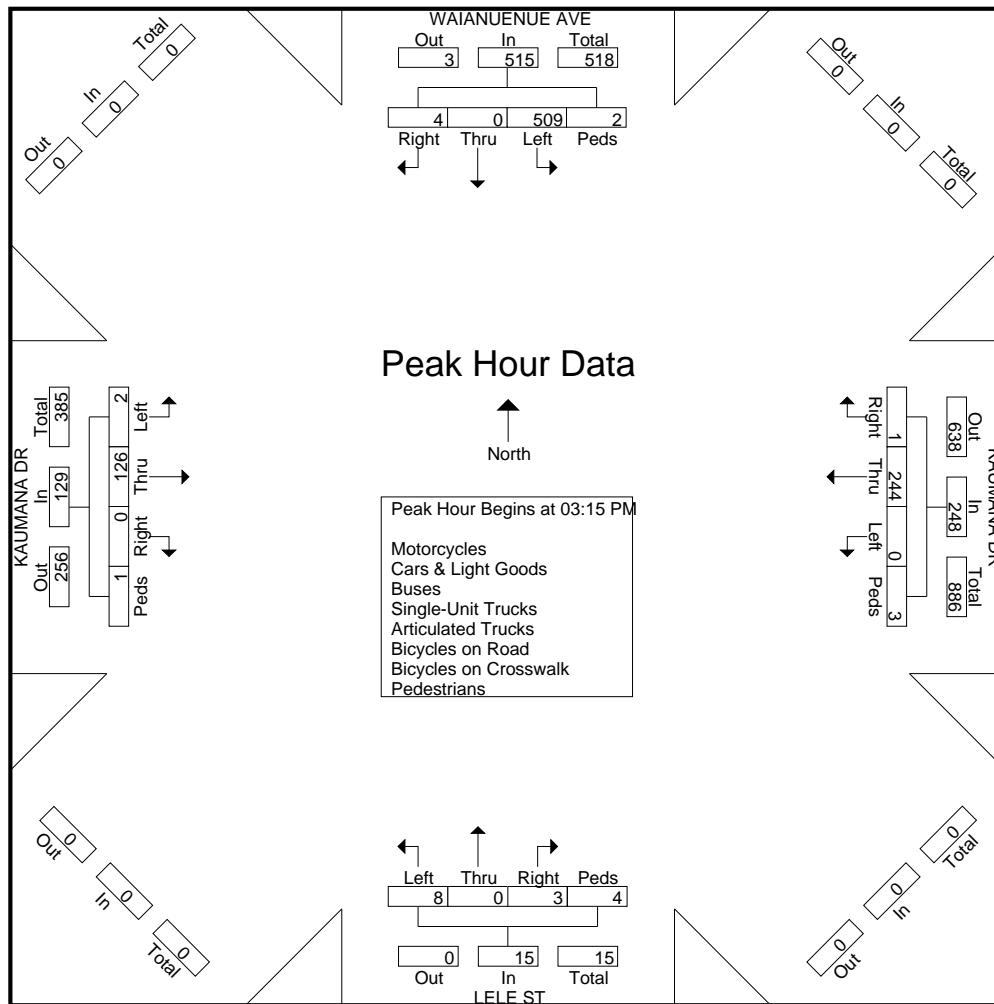 WAIANUENUE AVE
Out In Total
3 515 518
4 0 509 2
Right Thru Left Peds
Total
0
In
0
Out
0
Out
0
In
0
Total
0
KAUMANA DR
Total In Out
385 129 256
2 126 0 1
Left Thru Right Peds
Peak Hour Data
North
Peak Hour Begins at 03:15 PM
Motorcycles
Cars & Light Goods
Buses
Single-Unit Trucks
Articulated Trucks
Bicycles on Road
Bicycles on Crosswalk
Pedestrians
Right Thru Left Peds
1 244 0 3
Out In Total
638 248 886
KAUMANA DR
0
Out
0
In
0
Total
Left Thru Right Peds
8 0 3 4
0 15 15
Out In Total
LELE ST
0
Total
0
In
0
Out